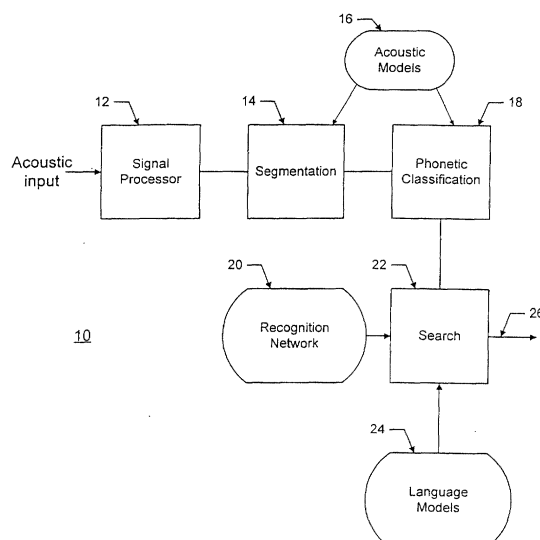 16
Acoustic
Models
12
14
18
Acoustic
input
Signal
Processor
Segmentation
Phonetic
Classification
20
22
26
10
Recognition
Network
Search
24
Language
Models